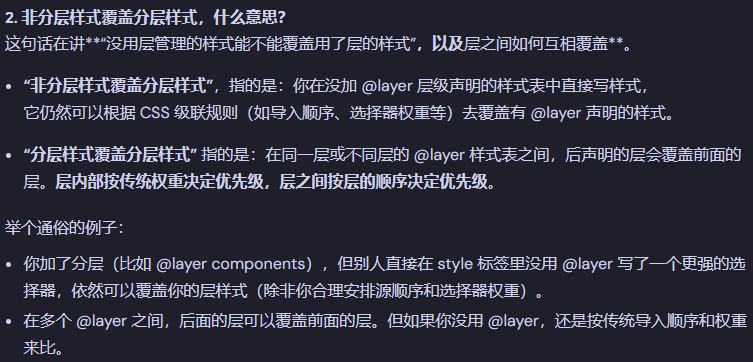 2. 非分层样式覆盖分层样式，什么意思？
这句话在讲**“没用层管理的样式能不能覆盖用了层的样式”，以及层之间如何互相覆盖**。
• “非分层样式覆盖分层样式”，指的是：你在没加 @layer 层级声明的样式表中直接写样式，
它仍然可以根据 CSS 级联规则（如导入顺序、选择器权重等）去覆盖有 @layer 声明的样式。
• “分层样式覆盖分层样式” 指的是：在同一层或不同层的 @layer 样式表之间，后声明的层会覆盖前面的
层。层内部按传统权重决定优先级，层之间按层的顺序决定优先级。
举个通俗的例子：
• 你加了分层（比如 @layer components），但别人直接在 style 标签里没用 @layer 写了一个更强的选
择器，依然可以覆盖你的层样式（除非你合理安排源顺序和选择器权重）。
• 在多个 @layer 之间，后面的层可以覆盖前面的层。但如果你没用 @layer，还是按传统导入顺序和权重
来比。